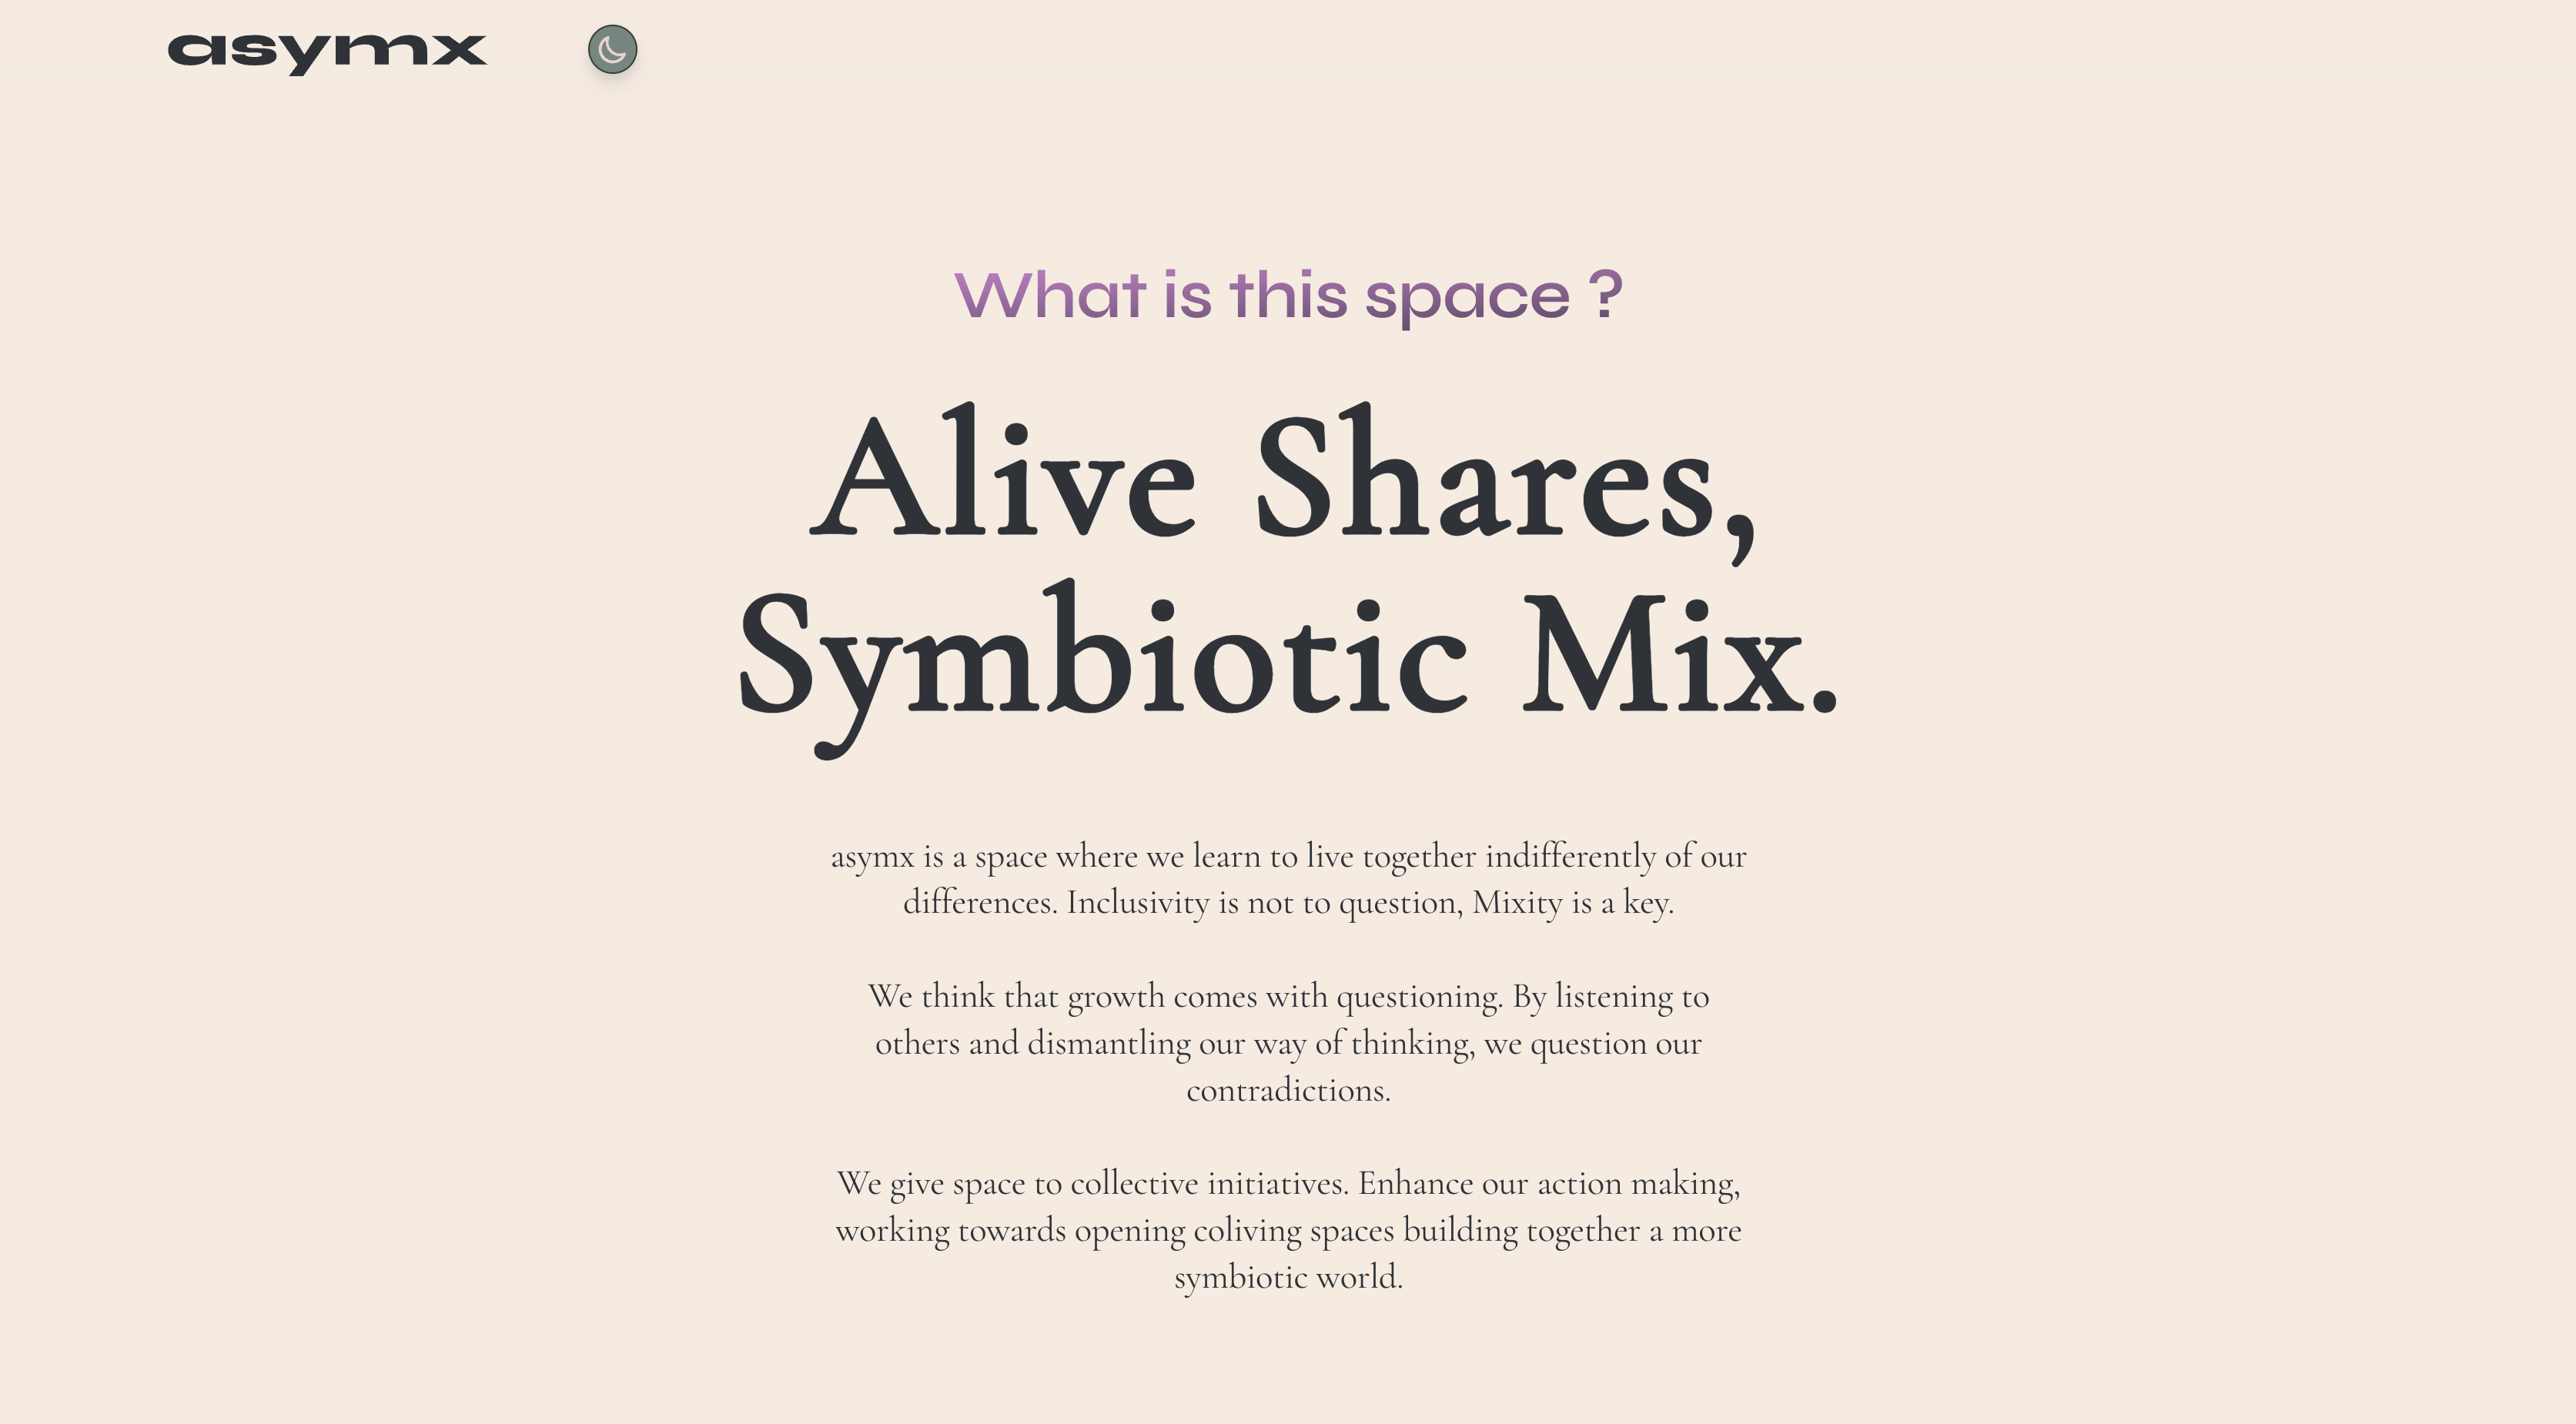 asymx
What is this space ?
Alive Shares,
Symbiotic Mix.
asymx is a space where we learn to live together indifferently of our
differences. Inclusivity is not to question, Mixity is a key.
We think that growth comes with questioning. By listening to
others and dismantling our way of thinking, we question our
contradictions.
We give space to collective initiatives. Enhance our action making,
working towards opening coliving spaces building together a more
symbiotic world.